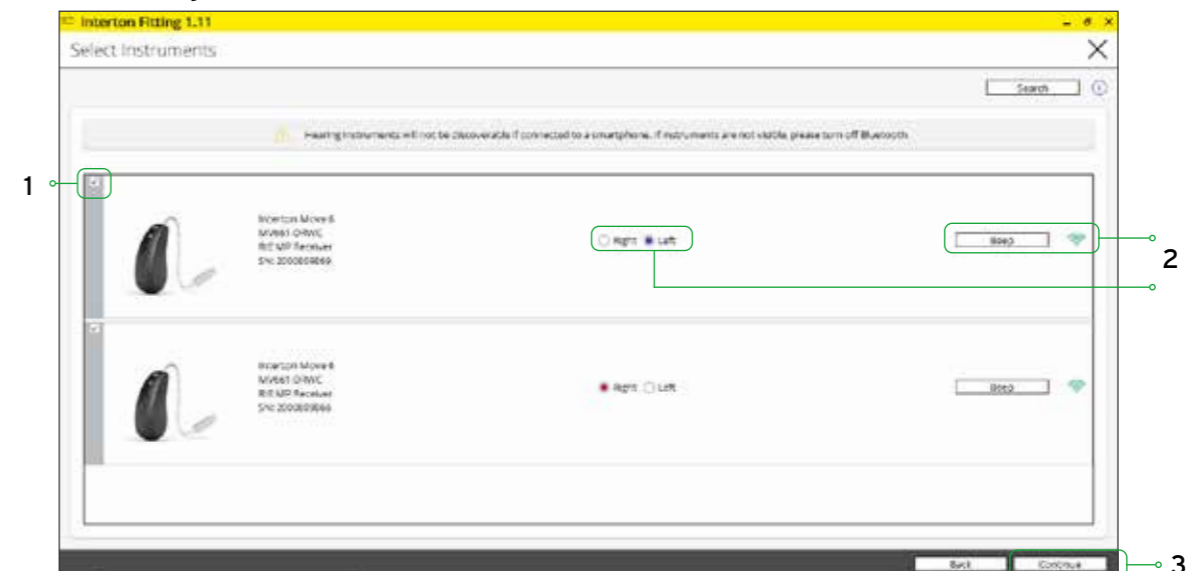 Interton Fitting 1.11
Select Instruments
Search
Hearing instruments will not be discoverable if connected to a smartphone. If instruments are not visible, please turn off Bluetooth.
1
Interton Move 6
MV661-DRWC
RIE MP Receiver
Right Left
Beep
2
Interton Move 6
MV661-DRWC
RIE MP Receiver
Right Left
Beep
Back Continue
3